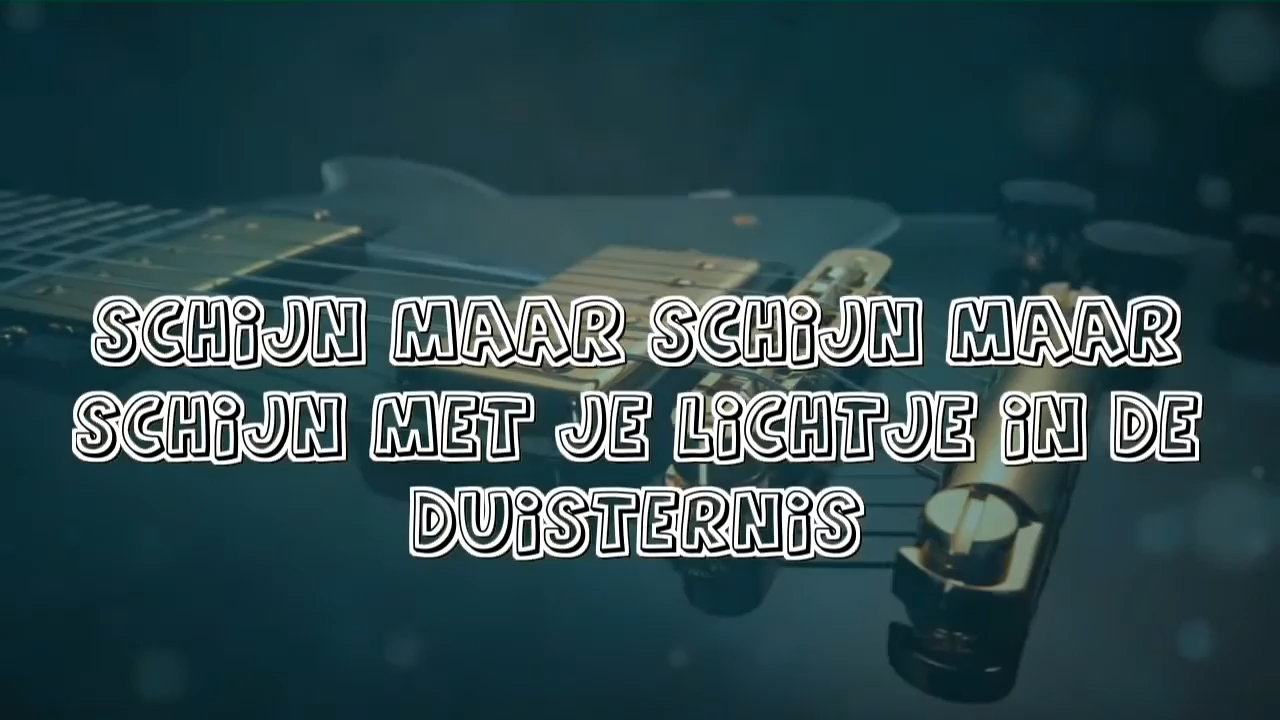 SCHIJN MAAR SCHIJN MAAR
SCHIJN MET JE LICHTJE IN DE
DUISTERNIS